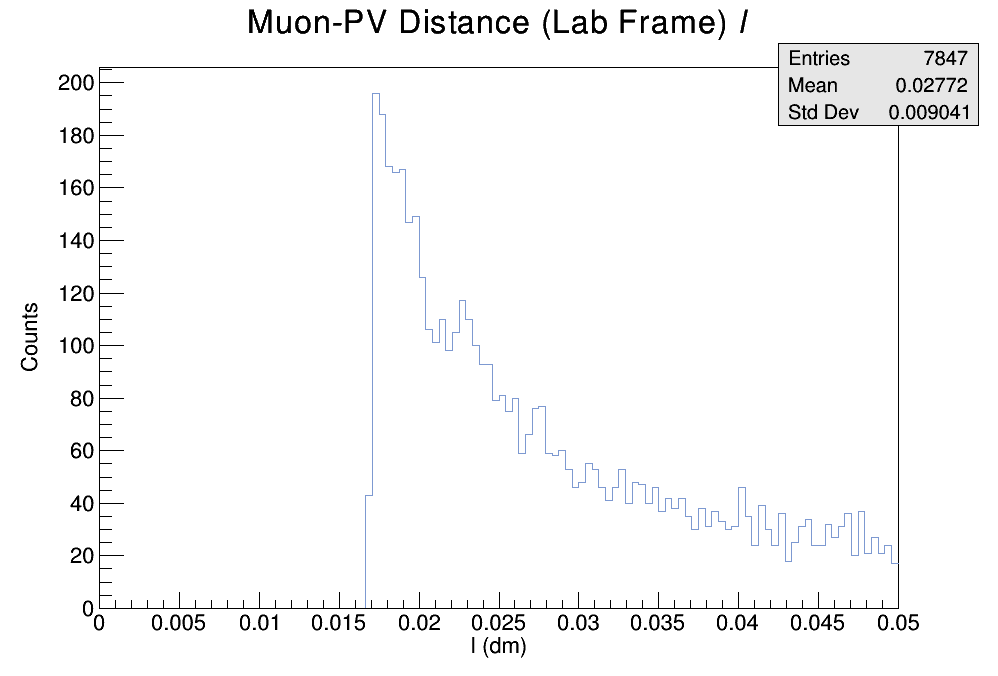 Muon-PV Distance (Lab Frame) l
Entries 7847
Mean 0.02772
Std Dev 0.009041
Counts
200
180
160
140
120
100
80
60
40
20
0
0 0.005 0.01 0.015 0.02 0.025 0.03 0.035 0.04 0.045 0.05
l (dm)